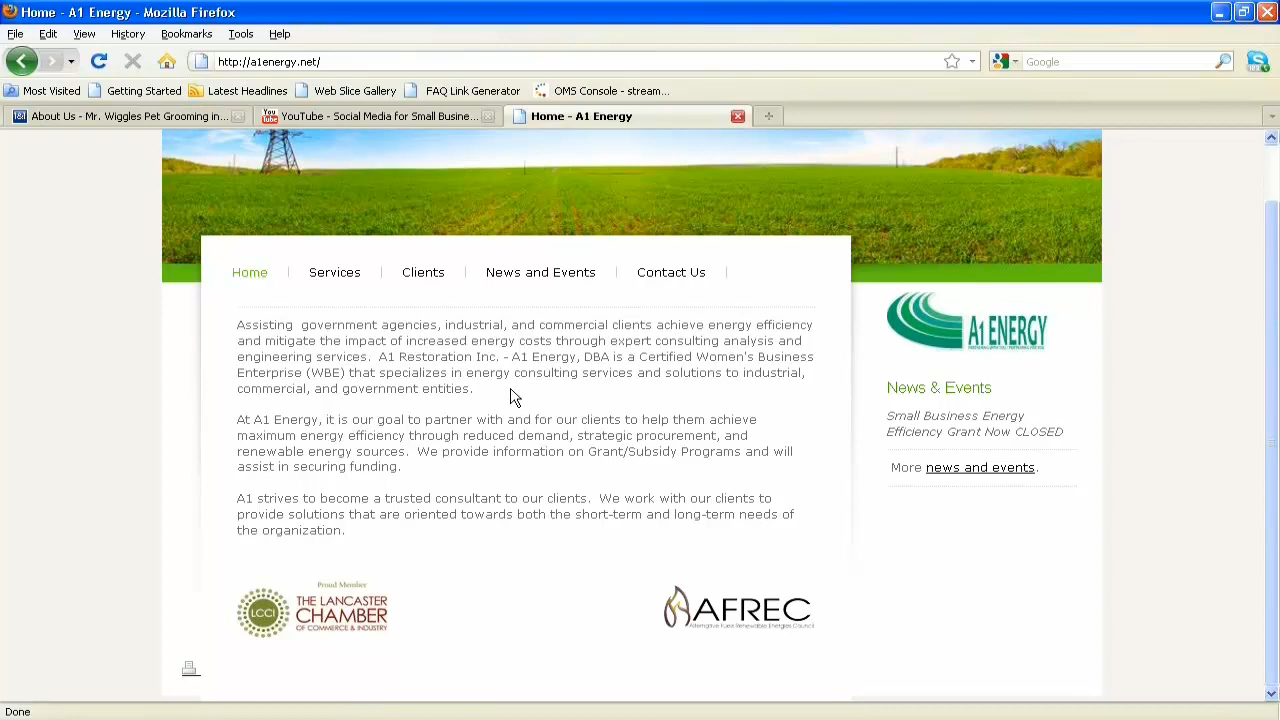 Home - A1 Energy - Mozilla Firefox
File Edit View History Bookmarks Tools Help
http://a1energy.net/
Google
Most Visited Getting Started Latest Headlines Web Slice Gallery FAQ Link Generator OMS Console - stream...
About Us - Mr. Wiggles Pet Grooming in... YouTube - Social Media for Small Busine... Home - A1 Energy
Home Services Clients News and Events Contact Us
Assisting government agencies, industrial, and commercial clients achieve energy efficiency
and mitigate the impact of increased energy costs through expert consulting analysis and
engineering services. A1 Restoration Inc. - A1 Energy, DBA is a Certified Women's Business
Enterprise (WBE) that specializes in energy consulting services and solutions to industrial,
commercial, and government entities.
At A1 Energy, it is our goal to partner with and for our clients to help them achieve
maximum energy efficiency through reduced demand, strategic procurement, and
renewable energy sources. We provide information on Grant/Subsidy Programs and will
assist in securing funding.
A1 strives to become a trusted consultant to our clients. We work with our clients to
provide solutions that are oriented towards both the short-term and long-term needs of
the organization.
Proud Member
LCCI
THE LANCASTER
CHAMBER
OF COMMERCE & INDUSTRY
AFREC
Alternative Fuels Renewable Energies Council
A1 ENERGY
News & Events
Small Business Energy
Efficiency Grant Now CLOSED
More news and events.
Done